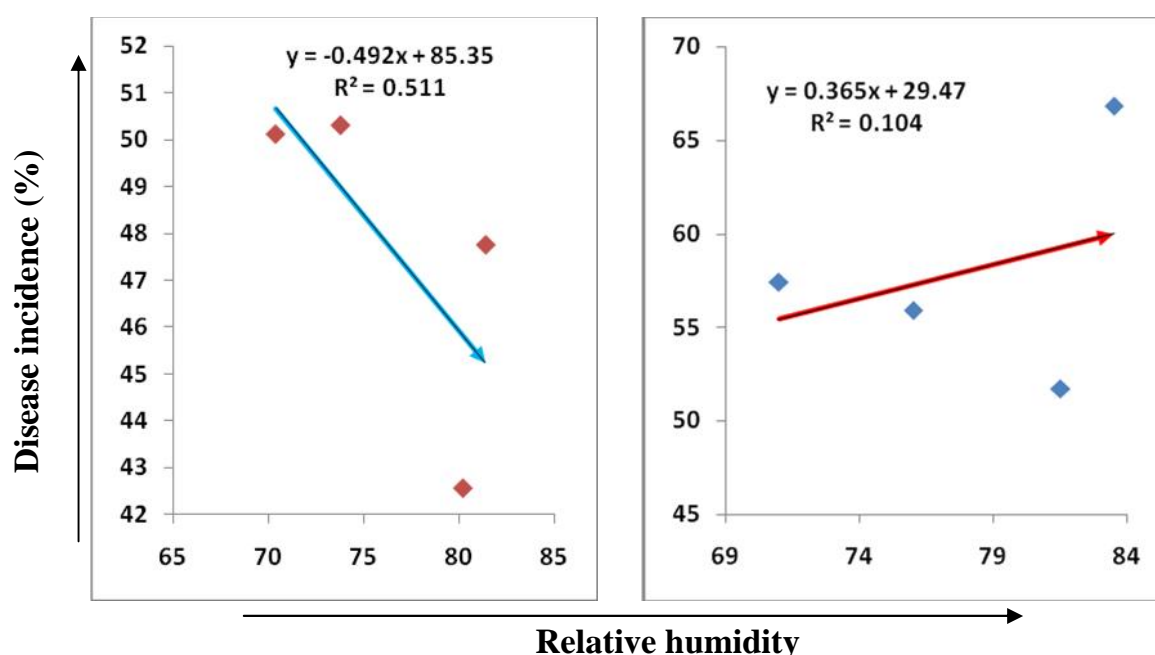 Disease incidence (%)
y = -0.492x + 85.35
R² = 0.511
52
51
50
49
48
47
46
45
44
43
42
65 70 75 80 85
y = 0.365x + 29.47
R² = 0.104
70
65
60
55
50
45
69 74 79 84
Relative humidity